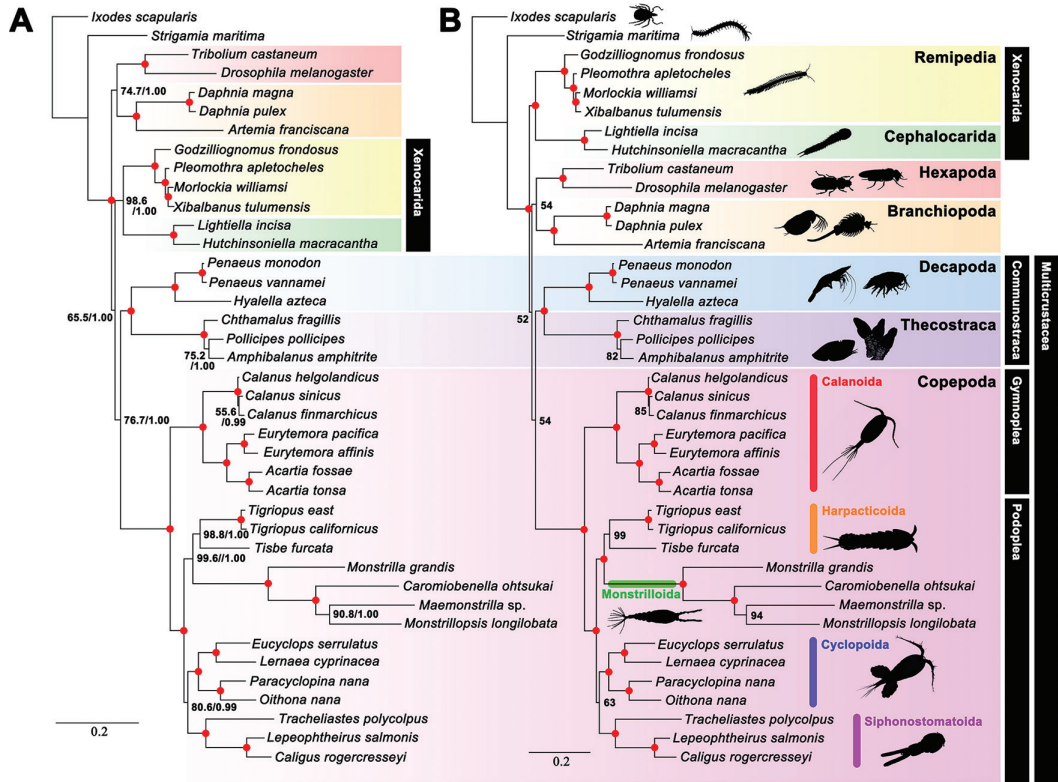 A
Ixodes scapularis
Strigamia maritima
Tribolium castaneum
Drosophila melanogaster
74.7/1.00
Daphnia magna
Daphnia pulex
Artemia franciscana
Godzilliognomus frondosus
Pleomothra apletocheles
Morlockia williamsi
Xibalbanus tulumensis
98.6
/1.00
Lightiella incisa
Hutchinsoniella macracantha
Xenocarida
Penaeus monodon
Penaeus vannamei
Hyalella azteca
65.5/1.00
Chthamalus fragillis
Pollicipes pollicipes
75.2
/1.00
Amphibalanus amphitrite
Calanus helgolandicus
Calanus sinicus
55.6
/0.99
Calanus finmarchicus
76.7/1.00
Eurytemora pacifica
Eurytemora affinis
Acartia fossae
Acartia tonsa
Tigriopus east
Tigriopus californicus
98.8/1.00
Tisbe furcata
99.6/1.00
Monstrilla grandis
Caromiobenella ohtsukai
Maemonstrilla sp.
90.8/1.00
Monstrillopsis longilobata
Eucyclops serrulatus
Lernaea cyprinacea
Paracyclopina nana
Oithona nana
80.6/0.99
Tracheliastes polycolpus
Lepeophtheirus salmonis
Caligus rogercresseyi
0.2
B
Ixodes scapularis
Strigamia maritima
Godzilliognomus frondosus
Pleomothra apletocheles
Morlockia williamsi
Xibalbanus tulumensis
Remipedia
Lightiella incisa
Hutchinsoniella macracantha
Cephalocarida
Xenocarida
Tribolium castaneum
Drosophila melanogaster
Hexapoda
54
Daphnia magna
Daphnia pulex
Artemia franciscana
Branchiopoda
Penaeus monodon
Penaeus vannamei
Hyalella azteca
Decapoda
52
Chthamalus fragillis
Pollicipes pollicipes
82
Amphibalanus amphitrite
Thecostraca
Communostraca
Multicrustacea
Calanus helgolandicus
Calanus sinicus
85
Calanus finmarchicus
54
Eurytemora pacifica
Eurytemora affinis
Acartia fossae
Acartia tonsa
Calanoida
Copepoda
Gymnoplea
Tigriopus east
Tigriopus californicus
99
Tisbe furcata
Harpacticoida
Monstrilla grandis
Monstrilloida
Caromiobenella ohtsukai
Maemonstrilla sp.
94
Monstrillopsis longilobata
Eucyclops serrulatus
Lernaea cyprinacea
Paracyclopina nana
Oithona nana
Cyclopoida
63
Tracheliastes polycolpus
Lepeophtheirus salmonis
Caligus rogercresseyi
Siphonostomatoida
Podoplea
0.2